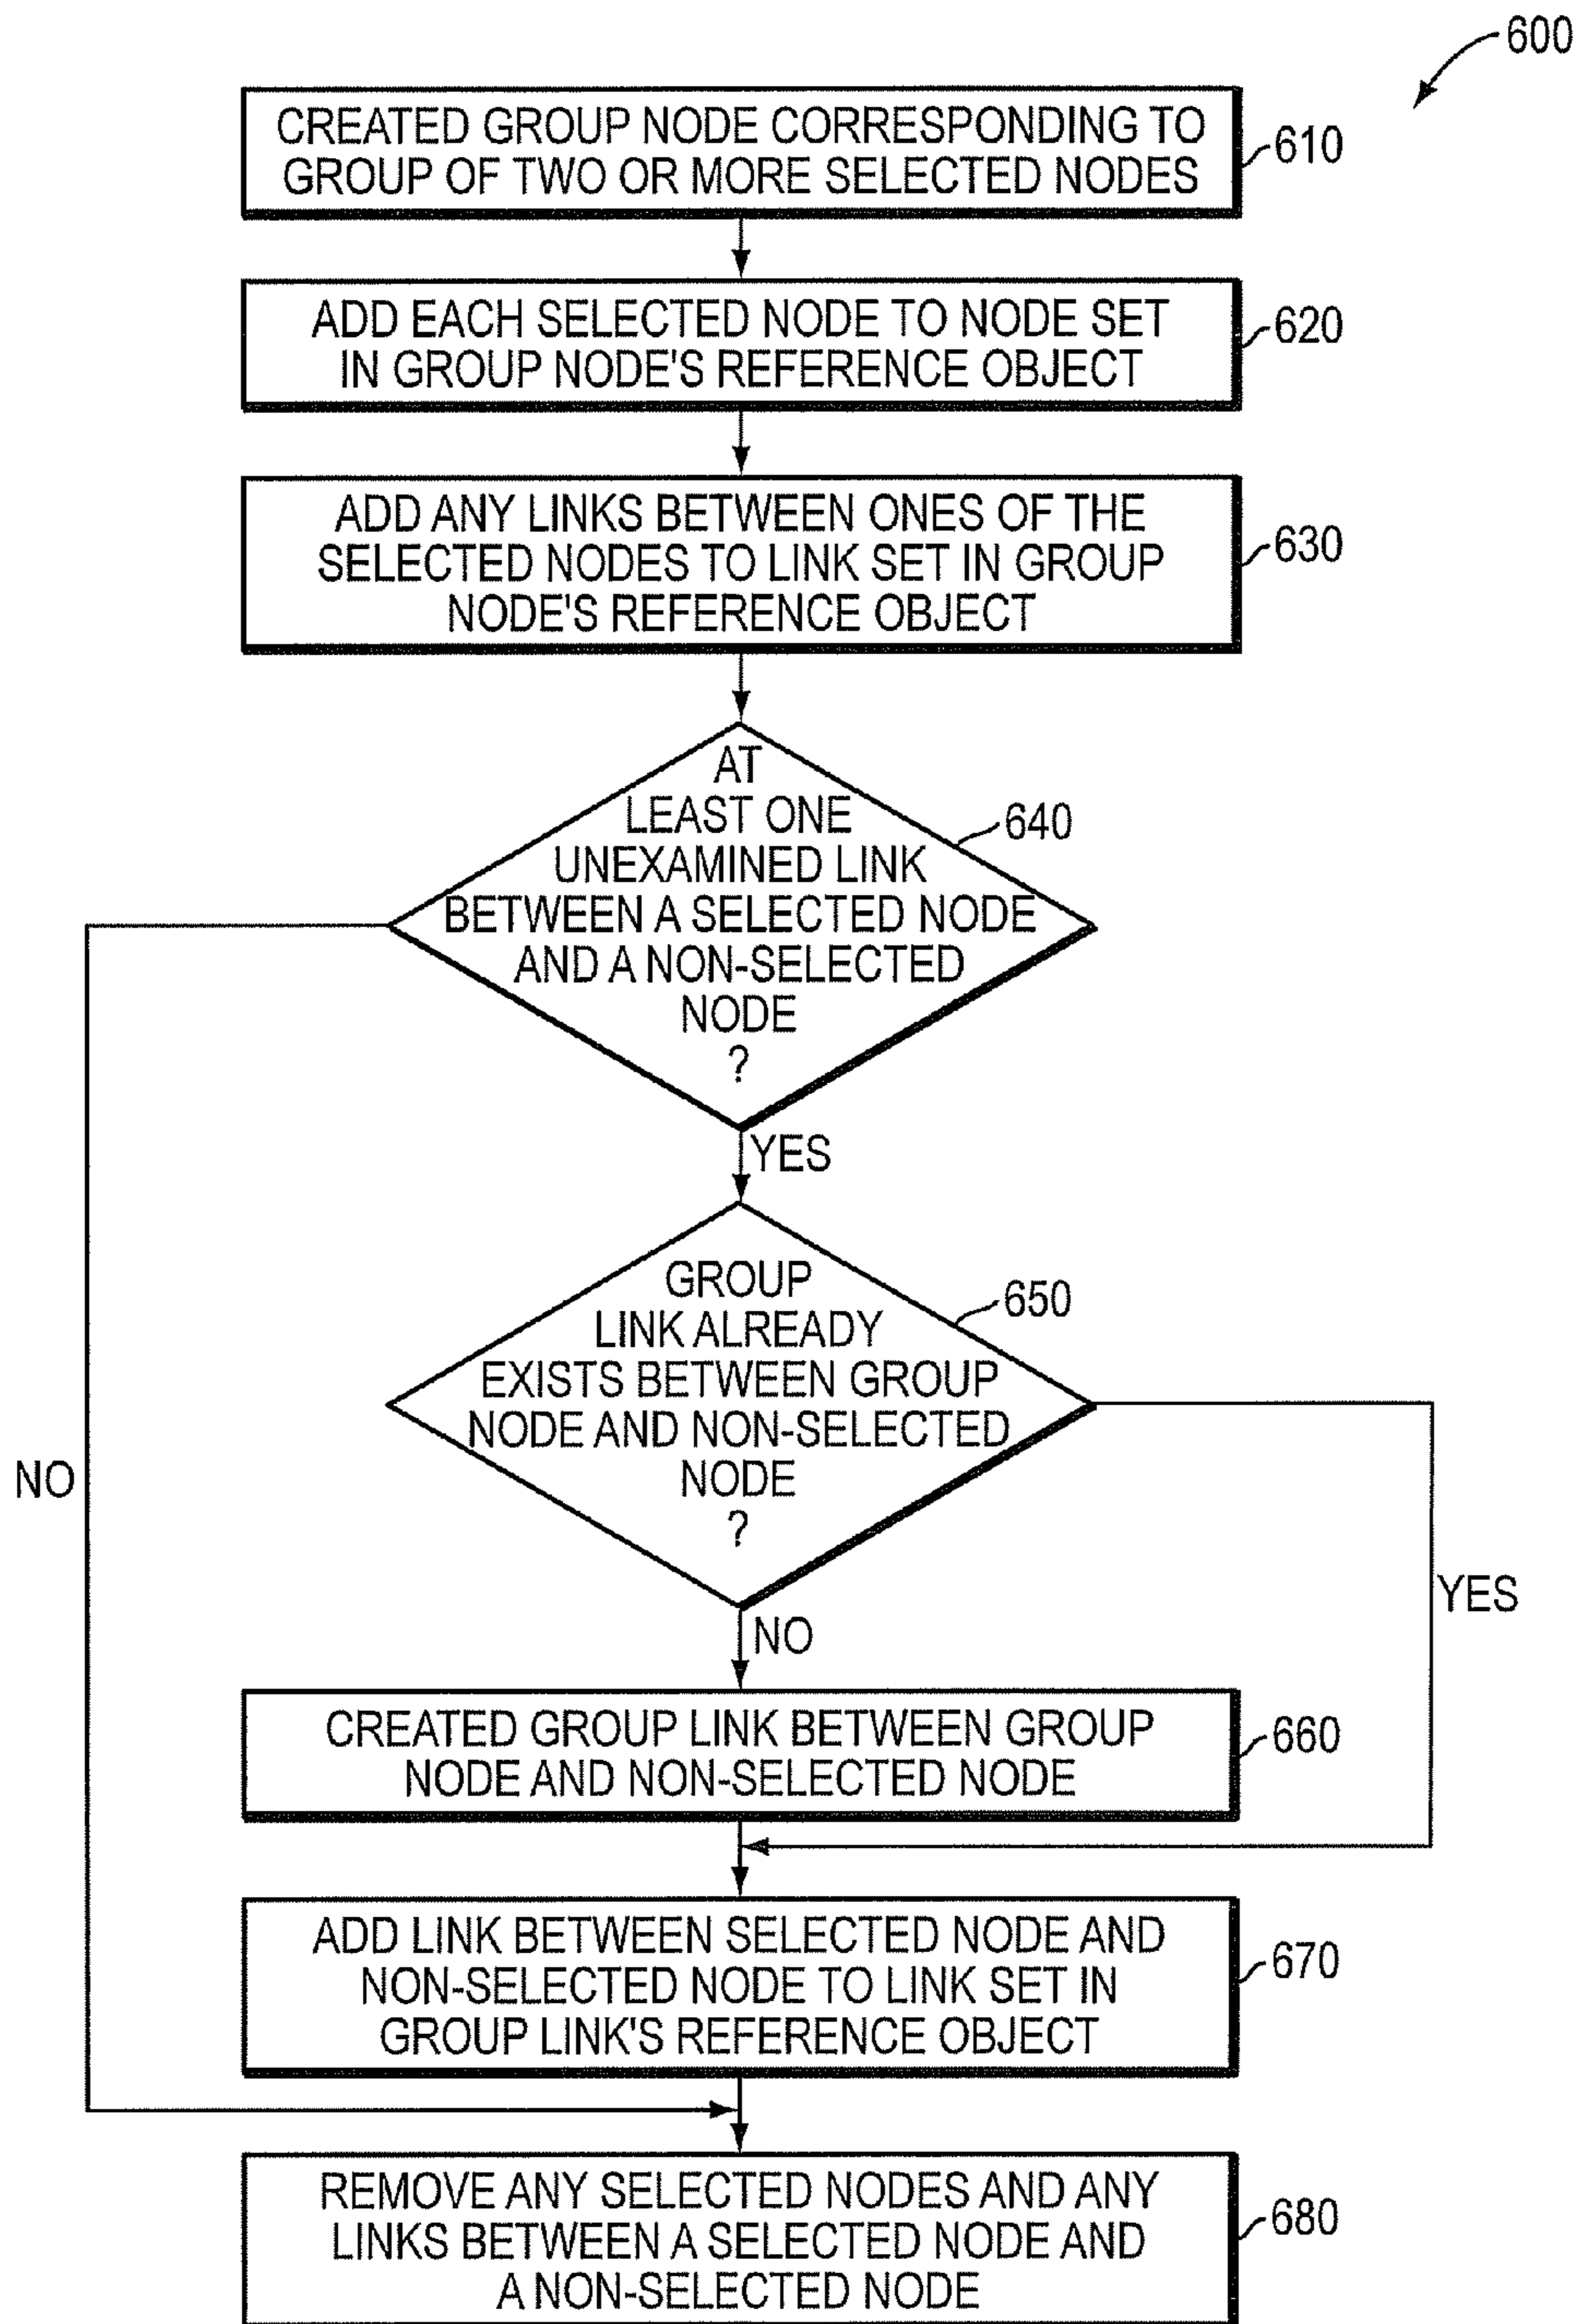 600
CREATED GROUP NODE CORRESPONDING TO
GROUP OF TWO OR MORE SELECTED NODES
610
ADD EACH SELECTED NODE TO NODE SET
IN GROUP NODE'S REFERENCE OBJECT
620
ADD ANY LINKS BETWEEN ONES OF THE
SELECTED NODES TO LINK SET IN GROUP
NODE'S REFERENCE OBJECT
630
AT
LEAST ONE
UNEXAMINED LINK
BETWEEN A SELECTED NODE
AND A NON-SELECTED
NODE
?
640
YES
GROUP
LINK ALREADY
EXISTS BETWEEN GROUP
NODE AND NON-SELECTED
NODE
?
650
NO
YES
NO
CREATED GROUP LINK BETWEEN GROUP
NODE AND NON-SELECTED NODE
660
ADD LINK BETWEEN SELECTED NODE AND
NON-SELECTED NODE TO LINK SET IN
GROUP LINK'S REFERENCE OBJECT
670
REMOVE ANY SELECTED NODES AND ANY
LINKS BETWEEN A SELECTED NODE AND
A NON-SELECTED NODE
680